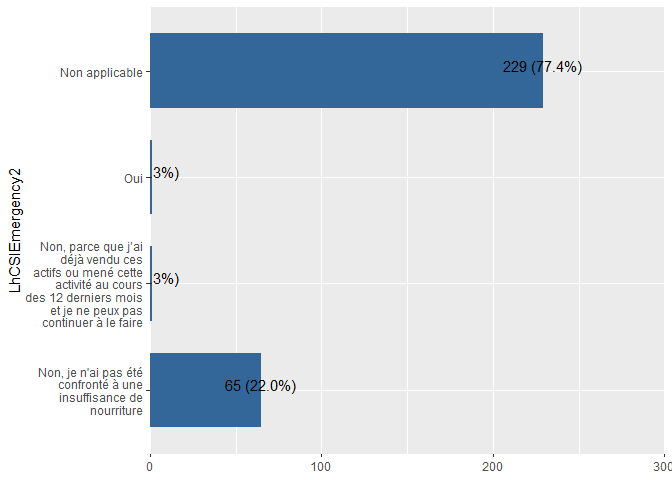 LhCSIEmergency2
Non applicable
229 (77.4%)
Oui
3%)
Non, parce que j'ai
déjà vendu ces
actifs ou mené cette
activité au cours
des 12 derniers mois
et je ne peux pas
continuer à le faire
3%)
Non, je n'ai pas été
confronté à une
insuffisance de
nourriture
65 (22.0%)
0
100
200
300